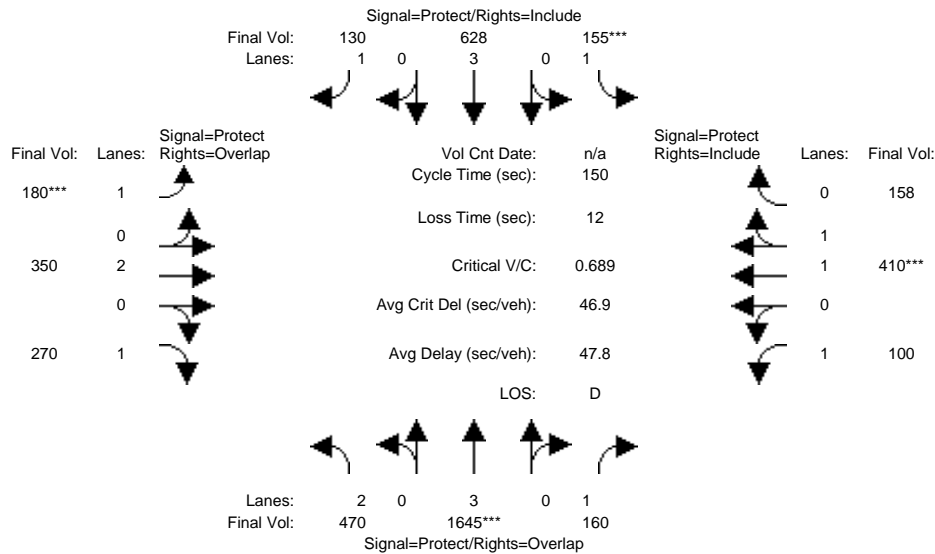 Signal=Protect/Rights=Include
Final Vol: 130 628 155***
Lanes: 1 0 3 0 1
Signal=Protect
Final Vol: Lanes: Rights=Overlap
Vol Cnt Date: n/a
Signal=Protect
Rights=Include Lanes: Final Vol:
Cycle Time (sec): 150
180*** 1
0 158
Loss Time (sec): 12
0
1
350 2
Critical V/C: 0.689
1 410***
0
Avg Crit Del (sec/veh): 46.9
0
270 1
Avg Delay (sec/veh): 47.8
1 100
LOS: D
Lanes: 2 0 3 0 1
Final Vol: 470 1645*** 160
Signal=Protect/Rights=Overlap